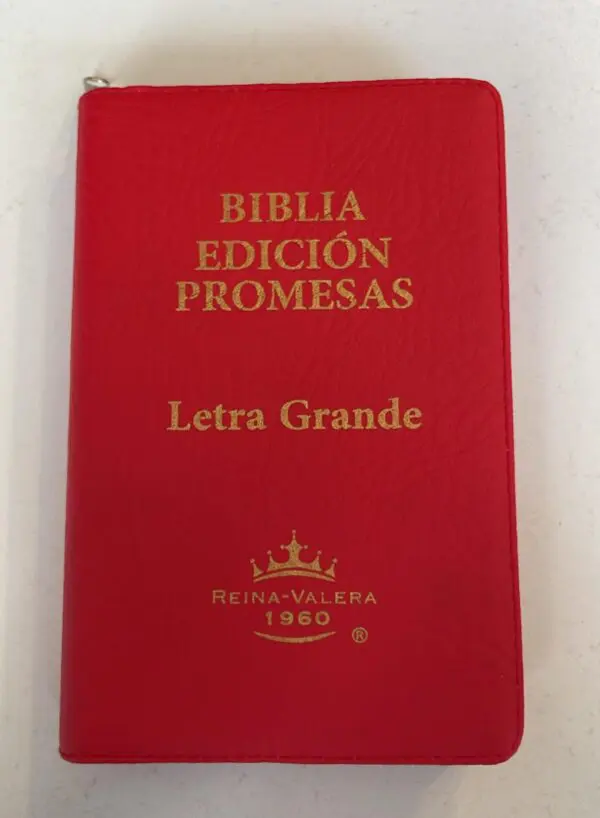 BIBLIA
EDICIÓN
PROMESAS
Letra Grande
REINA-VALERA
1960
®